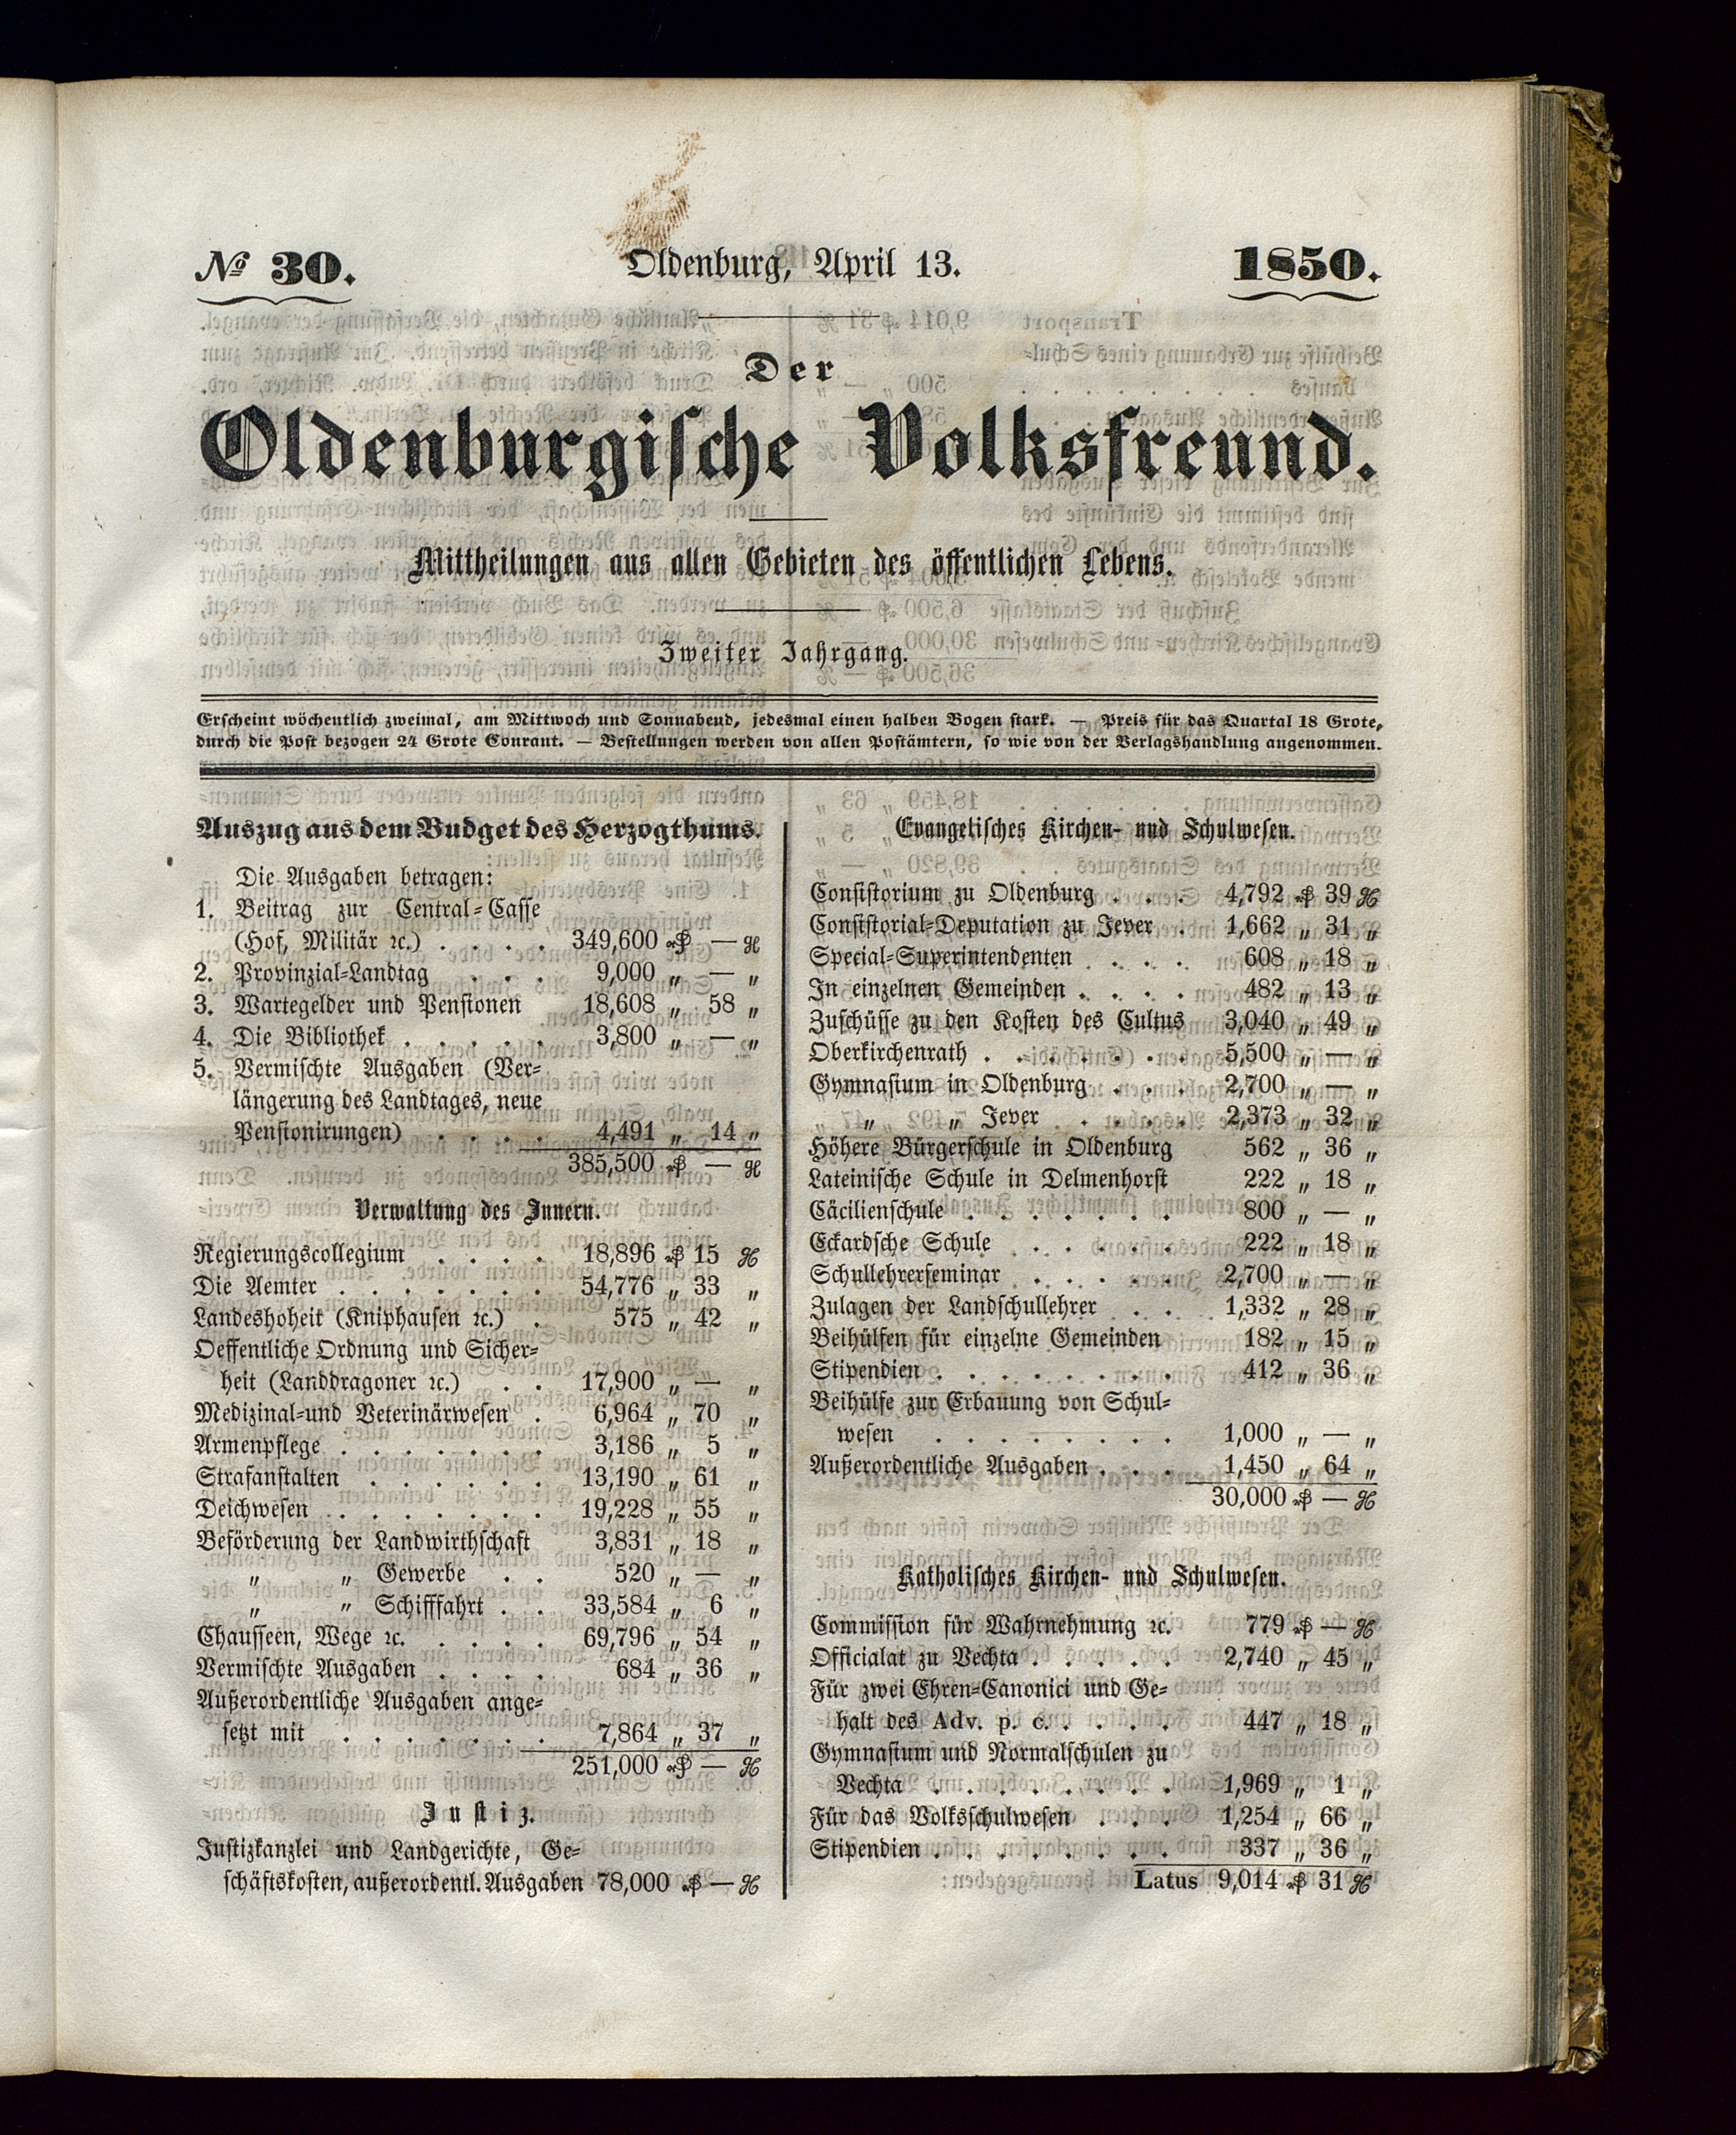 № 30.
Oldenburg, April 13.
1850.
Der
Oldenburgische Volksfreund.
Mittheilungen aus allen Gebieten des öffentlichen Lebens.
Zweiter Jahrgang.
Erscheint wöchentlich zweimal, am Mittwoch und Sonnabend, jedesmal einen halben Bogen stark. — Preis für das Quartal 18 Grote,
durch die Post bezogen 24 Grote Courant. — Bestellungen werden von allen Postämtern, so wie von der Verlagshandlung angenommen.
Auszug aus dem Budget des Herzogthums.
Die Ausgaben betragen:
1. Beitrag zur Central-Casse
(Hof, Militär ꝛc.) . . . . 349,600 ₰ — ₰
2. Provinzial-Landtag . . . 9,000 „ — „
3. Wartegelder und Pensionen 18,608 „ 58 „
4. Die Bibliothek . . . . . 3,800 „ — „
5. Vermischte Ausgaben (Ver-
längerung des Landtages, neue
Pensionirungen) . . . . 4,491 „ 14 „
385,500 — 
Verwaltung des Innern.
Regierungscollegium . . . . 18,896 15
Die Aemter . . . . . . . 54,776 „ 33 „
Landeshoheit (Kniphausen ꝛc.) . 575 „ 42 „
Oeffentliche Ordnung und Sicher-
heit (Landdragoner ꝛc.) . . 17,900 „ — „
Medizinal-und Veterinärwesen . 6,964 „ 70 „
Armenpflege . . . . . . . 3,186 „ 5 „
Strafanstalten . . . . . . 13,190 „ 61 „
Deichwesen . . . . . . . 19,228 „ 55 „
Beförderung der Landwirthschaft 3,831 „ 18 „
„ „ Gewerbe . . 520 „ — „
„ „ Schifffahrt . . 33,584 „ 6 „
Chausseen, Wege ꝛc. . . . . 69,796 „ 54 „
Vermischte Ausgaben . . . . 684 „ 36 „
Außerordentliche Ausgaben ange-
setzt mit . . . . . . . 7,864 „ 37 „
251,000 —
Justiz.
Justizkanzlei und Landgerichte, Ge-
schäftskosten, außerordentl. Ausgaben 78,000 —
Evangelisches Kirchen- und Schulwesen.
Consistorium zu Oldenburg . . . 4,792 39
Consistorial-Deputation zu Jever . 1,662 „ 31 „
Special-Superintendenten . . . 608 „ 18 „
In einzelnen Gemeinden . . . . 482 „ 13 „
Zuschüsse zu den Kosten des Cultus 3,040 „ 49 „
Oberkirchenrath . . . . . . . 5,500 „ — „
Gymnasium in Oldenburg . . . 2,700 „ — „
„ „ Jever . . . . . 2,373 „ 32 „
Höhere Bürgerschule in Oldenburg 562 „ 36 „
Lateinische Schule in Delmenhorst 222 „ 18 „
Cäcilienschule . . . . . . . 800 „ — „
Eckardsche Schule . . . . . 222 „ 18 „
Schullehrerseminar . . . . . 2,700 „ — „
Zulagen der Landschullehrer . . 1,332 „ 28 „
Beihülfen für einzelne Gemeinden 182 „ 15 „
Stipendien . . . . . . . . 412 „ 36 „
Beihülfe zur Erbauung von Schul-
wesen . . . . . . . . 1,000 „ — „
Außerordentliche Ausgaben . . . 1,450 „ 64 „
30,000 —
Katholisches Kirchen- und Schulwesen.
Commission für Wahrnehmung ꝛc. 779 —
Officialat zu Vechta . . . . . 2,740 „ 45 „
Für zwei Ehren-Canonici und Ge-
halt des Adv. p. c. . . . . 447 „ 18 „
Gymnasium und Normalschulen zu
Vechta . . . . . . . . 1,969 „ 1 „
Für das Volksschulwesen . . . 1,254 „ 66 „
Stipendien . . . . . . . . 337 „ 36 „
Latus 9,014 31